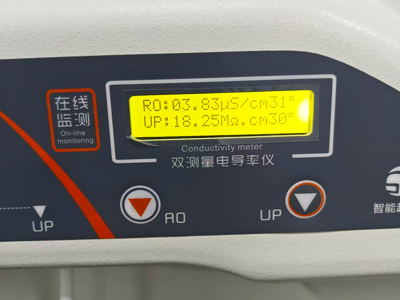 在线
监测
On-line
monitoring
RO:03.83µS/cm31°
UP:18.25MΩ.cm30°
Conductivity meter
双测量电导率仪
UP
RO
UP
智能